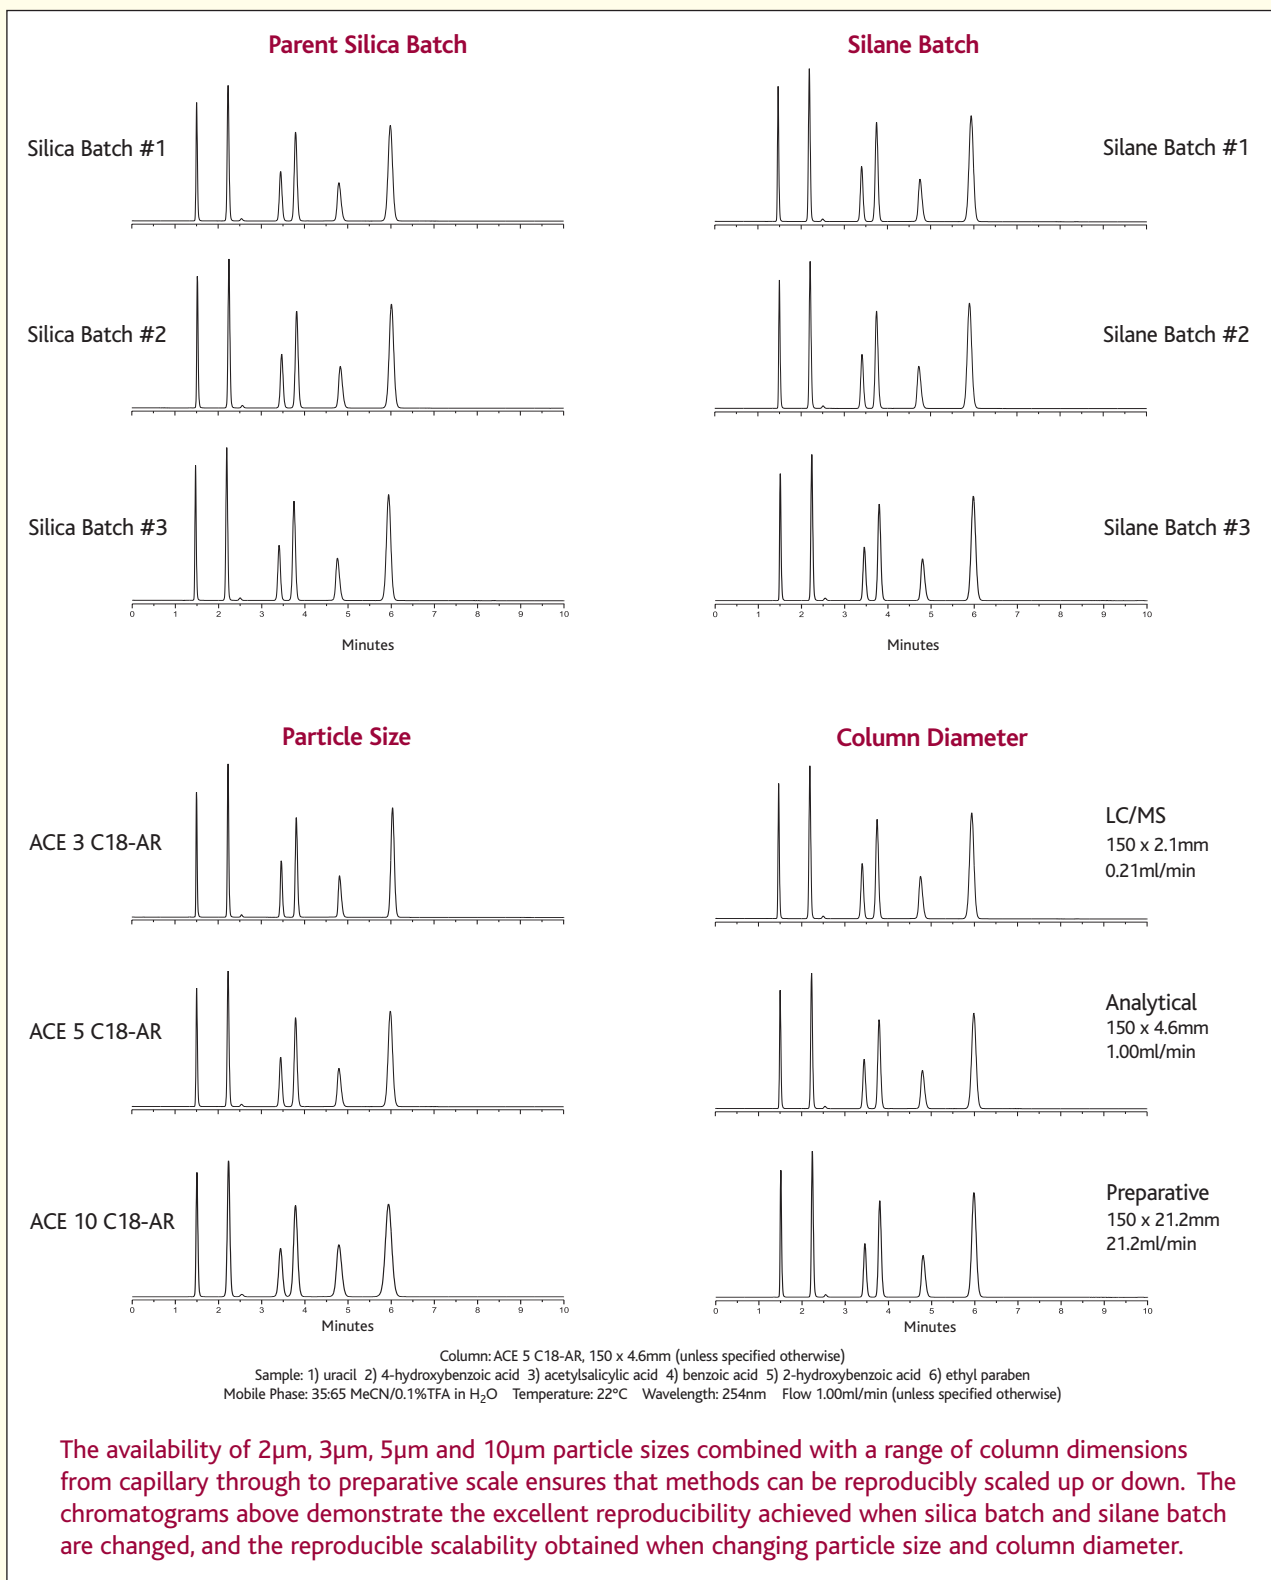 Parent Silica Batch
Silane Batch
Silica Batch #1
Silane Batch #1
Silica Batch #2
Silane Batch #2
Silica Batch #3
Silane Batch #3
0 1 2 3 4 5 6 7 8 9 10
0 1 2 3 4 5 6 7 8 9 10
Minutes
Minutes
Particle Size
Column Diameter
ACE 3 C18-AR
LC/MS
150 x 2.1mm
0.21ml/min
ACE 5 C18-AR
Analytical
150 x 4.6mm
1.00ml/min
ACE 10 C18-AR
Preparative
150 x 21.2mm
21.2ml/min
0 1 2 3 4 5 6 7 8 9 10
0 1 2 3 4 5 6 7 8 9 10
Minutes
Minutes
Column: ACE 5 C18-AR, 150 x 4.6mm (unless specified otherwise)
Sample: 1) uracil 2) 4-hydroxybenzoic acid 3) acetylsalicylic acid 4) benzoic acid 5) 2-hydroxybenzoic acid 6) ethyl paraben
Mobile Phase: 35:65 MeCN/0.1%TFA in H₂O Temperature: 22ºC Wavelength: 254nm Flow 1.00ml/min (unless specified otherwise)
The availability of 2µm, 3µm, 5µm and 10µm particle sizes combined with a range of column dimensions
from capillary through to preparative scale ensures that methods can be reproducibly scaled up or down. The
chromatograms above demonstrate the excellent reproducibility achieved when silica batch and silane batch
are changed, and the reproducible scalability obtained when changing particle size and column diameter.